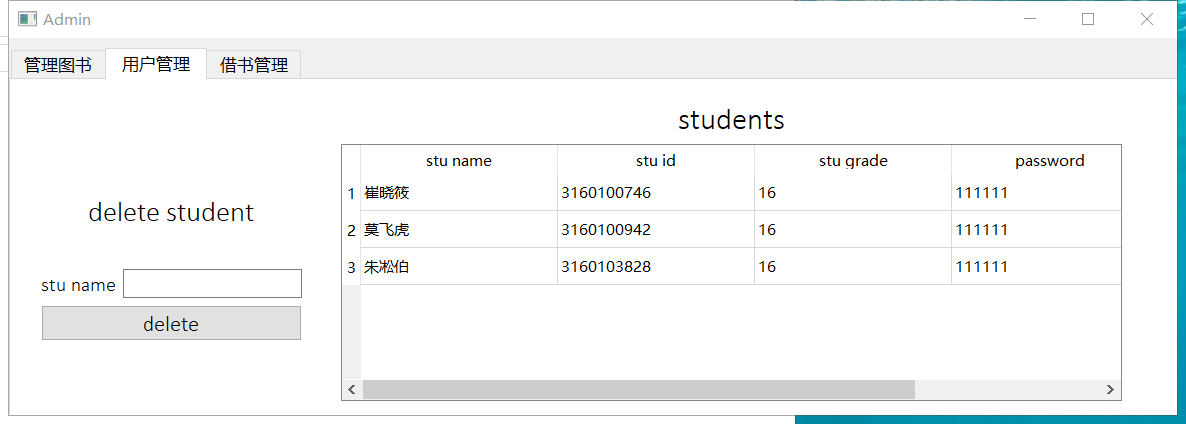 Admin
管理图书 用户管理 借书管理
students
stu name stu id stu grade password
1 崔晓筱 3160100746 16 111111
2 莫飞虎 3160100942 16 111111
3 朱凇伯 3160103828 16 111111
delete student
stu name
delete